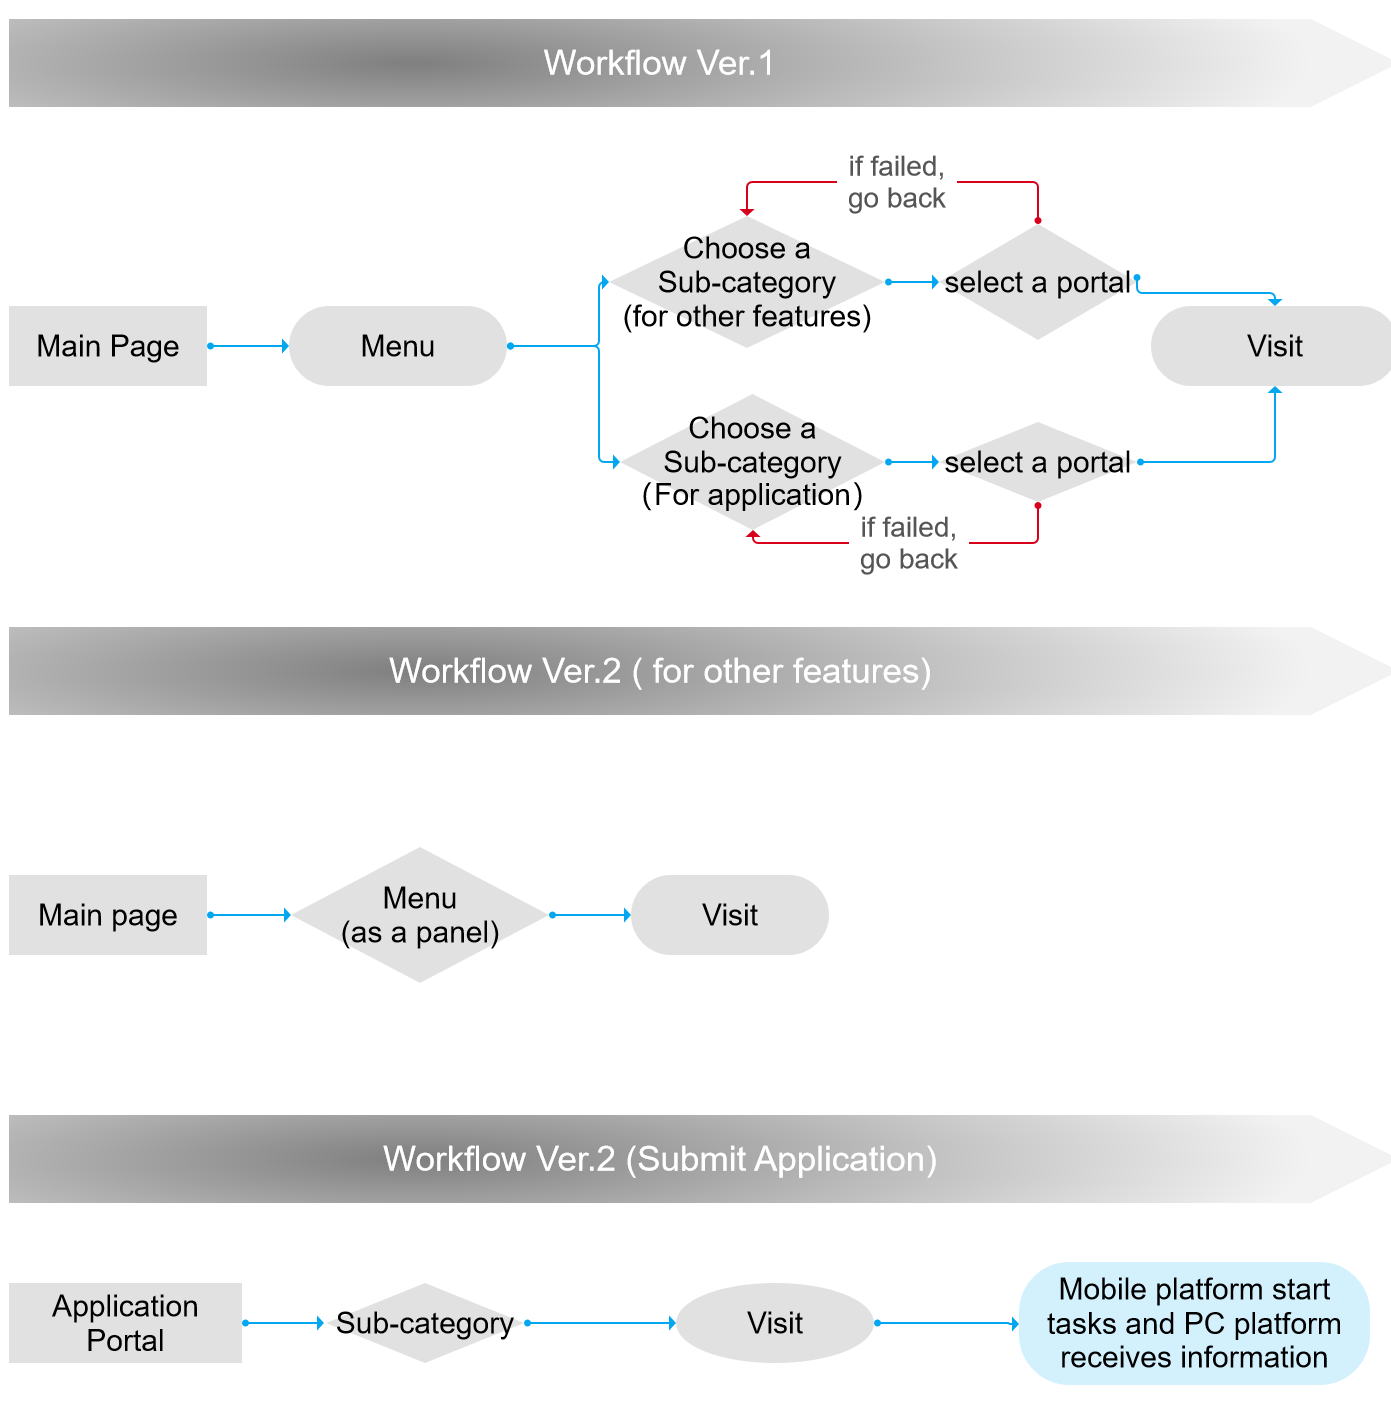 Workflow Ver.1
if failed,
go back
Choose a
Sub-category
(for other features)
select a portal
Main Page
Menu
Visit
Choose a
Sub-category
(For application)
select a portal
if failed,
go back
Workflow Ver.2 ( for other features)
Main page
Menu
(as a panel)
Visit
Workflow Ver.2 (Submit Application)
Application
Portal
Sub-category
Visit
Mobile platform start
tasks and PC platform
receives information